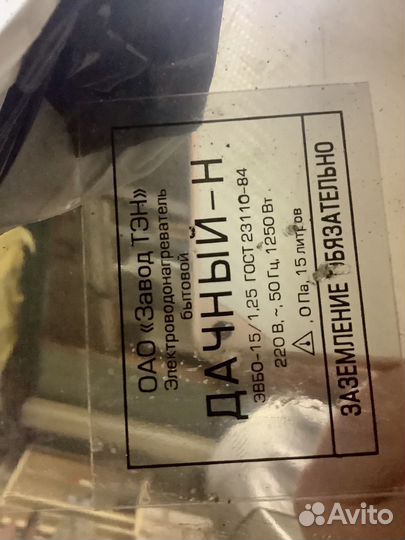 ОАО «Завод ТЭН»
Электроводонагреватель
бытовой
ДАЧНЫЙ-Н
ЭВБО-15/1,25 ГОСТ 23110-84
220 В, ~, 50 Гц, 1250 Вт
, 0 Па, 15 литров
ЗАЗЕМЛЕНИЕ ОБЯЗАТЕЛЬНО
Avito